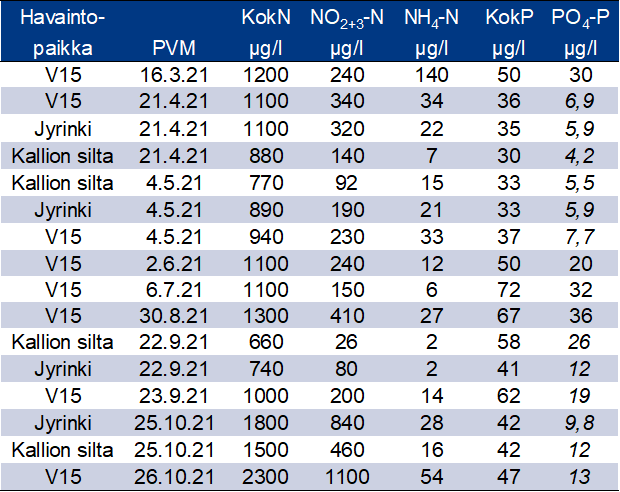 Havainto- KokN NO2+3-N NH4-N KokP PO4-P
paikka PVM µg/l µg/l µg/l µg/l µg/l
V15 16.3.21 1200 240 140 50 30
V15 21.4.21 1100 340 34 36 6,9
Jyrinki 21.4.21 1100 320 22 35 5,9
Kallion silta 21.4.21 880 140 7 30 4,2
Kallion silta 4.5.21 770 92 15 33 5,5
Jyrinki 4.5.21 890 190 21 33 5,9
V15 4.5.21 940 230 33 37 7,7
V15 2.6.21 1100 240 12 50 20
V15 6.7.21 1100 150 6 72 32
V15 30.8.21 1300 410 27 67 36
Kallion silta 22.9.21 660 26 2 58 26
Jyrinki 22.9.21 740 80 2 41 12
V15 23.9.21 1000 200 14 62 19
Jyrinki 25.10.21 1800 840 28 42 9,8
Kallion silta 25.10.21 1500 460 16 42 12
V15 26.10.21 2300 1100 54 47 13